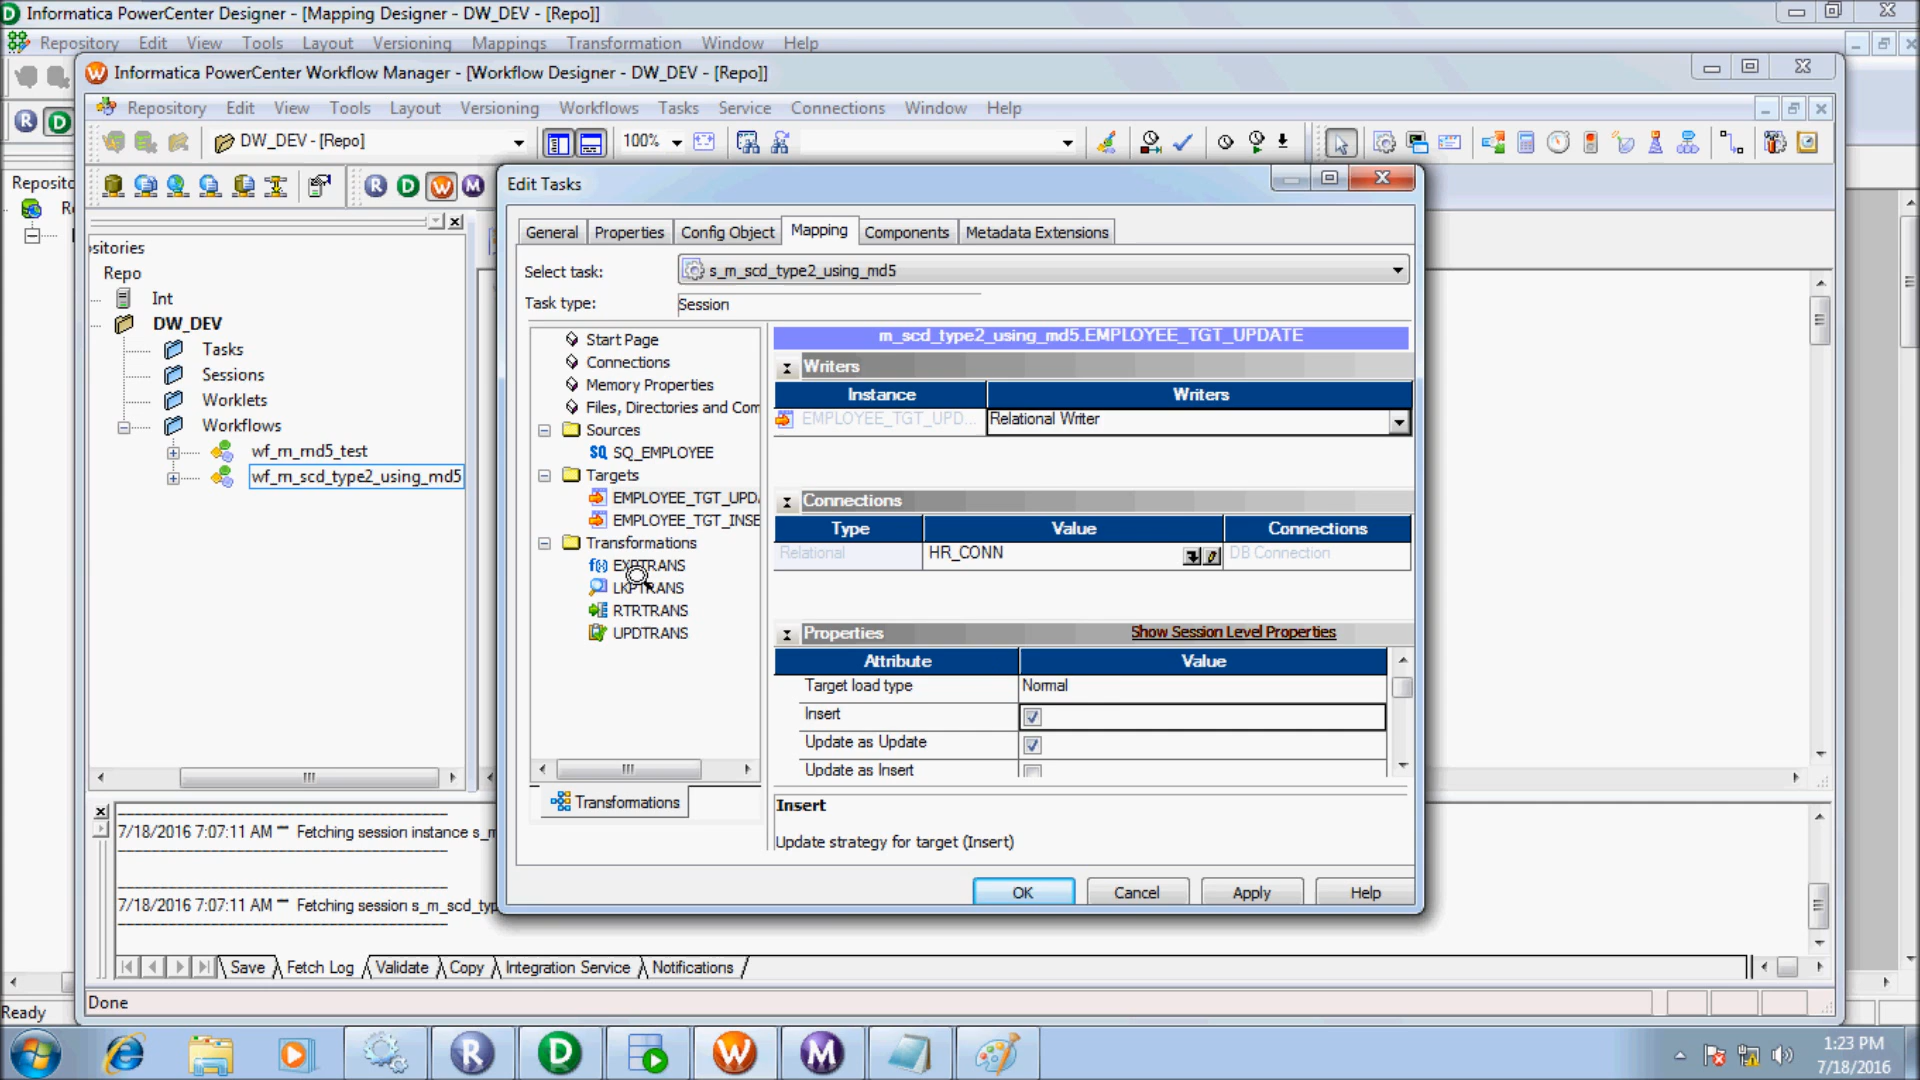 Informatica PowerCenter Designer - [Mapping Designer - DW_DEV - [Repo]]
Repository Edit View Tools Layout Versioning Mappings Transformation Window Help
Informatica PowerCenter Workflow Manager - [Workflow Designer - DW_DEV - [Repo]]
Repository Edit View Tools Layout Versioning Workflows Tasks Service Connections Window Help
DW_DEV - [Repo] 100%
R D R D W M
Edit Tasks
Reposito
R
ositories
Repo
Int
DW_DEV
Tasks
Sessions
Worklets
Workflows
wf_m_md5_test
wf_m_scd_type2_using_md5
General Properties Config Object Mapping Components Metadata Extensions
Select task: s_m_scd_type2_using_md5
Task type: Session
Start Page
Connections
Memory Properties
Files, Directories and Com
Sources
SQ SQ_EMPLOYEE
Targets
EMPLOYEE_TGT_UPDA
EMPLOYEE_TGT_INSE
Transformations
f(x) EXPTRANS
LKPTRANS
RTRTRANS
UPDTRANS
Transformations
m_scd_type2_using_md5.EMPLOYEE_TGT_UPDATE
Writers
Instance Writers
EMPLOYEE_TGT_UPD... Relational Writer
Connections
Type Value Connections
Relational HR_CONN DB Connection
Properties Show Session Level Properties
Attribute Value
Target load type Normal
Insert
Update as Update
Update as Insert
Insert
Update strategy for target (Insert)
OK Cancel Apply Help
7/18/2016 7:07:11 AM ** Fetching session instance s_m
7/18/2016 7:07:11 AM ** Fetching session s_m_scd_typ
Save Fetch Log Validate Copy Integration Service Notifications
Done
Ready
R D W M
1:23 PM
7/18/2016